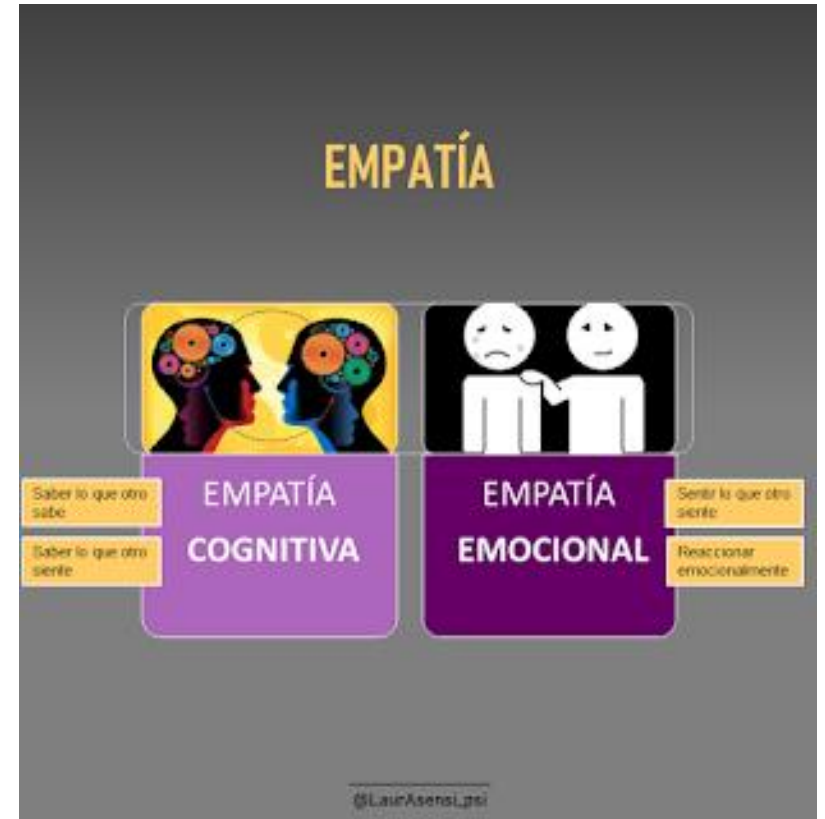 EMPATÍA
EMPATÍA
COGNITIVA
Saber lo que otro
sabe
Saber lo que otro
siente
EMPATÍA
EMOCIONAL
Sentir lo que otro
siente
Reaccionar
emocionalmente
@LaurAsensi_psi